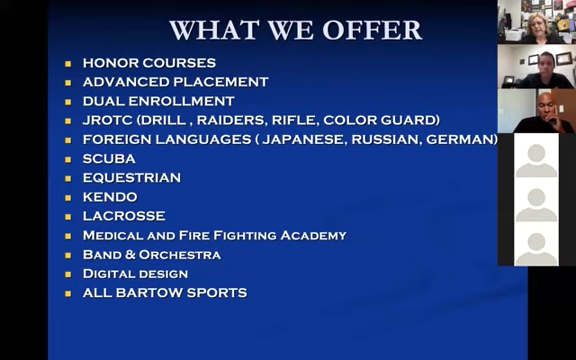 WHAT WE OFFER
HONOR COURSES
ADVANCED PLACEMENT
DUAL ENROLLMENT
JROTC (DRILL , RAIDERS, RIFLE, COLOR GUARD)
FOREIGN LANGUAGES ( JAPANESE, RUSSIAN, GERMAN)
SCUBA
EQUESTRIAN
KENDO
LACROSSE
MEDICAL AND FIRE FIGHTING ACADEMY
BAND & ORCHESTRA
DIGITAL DESIGN
ALL BARTOW SPORTS